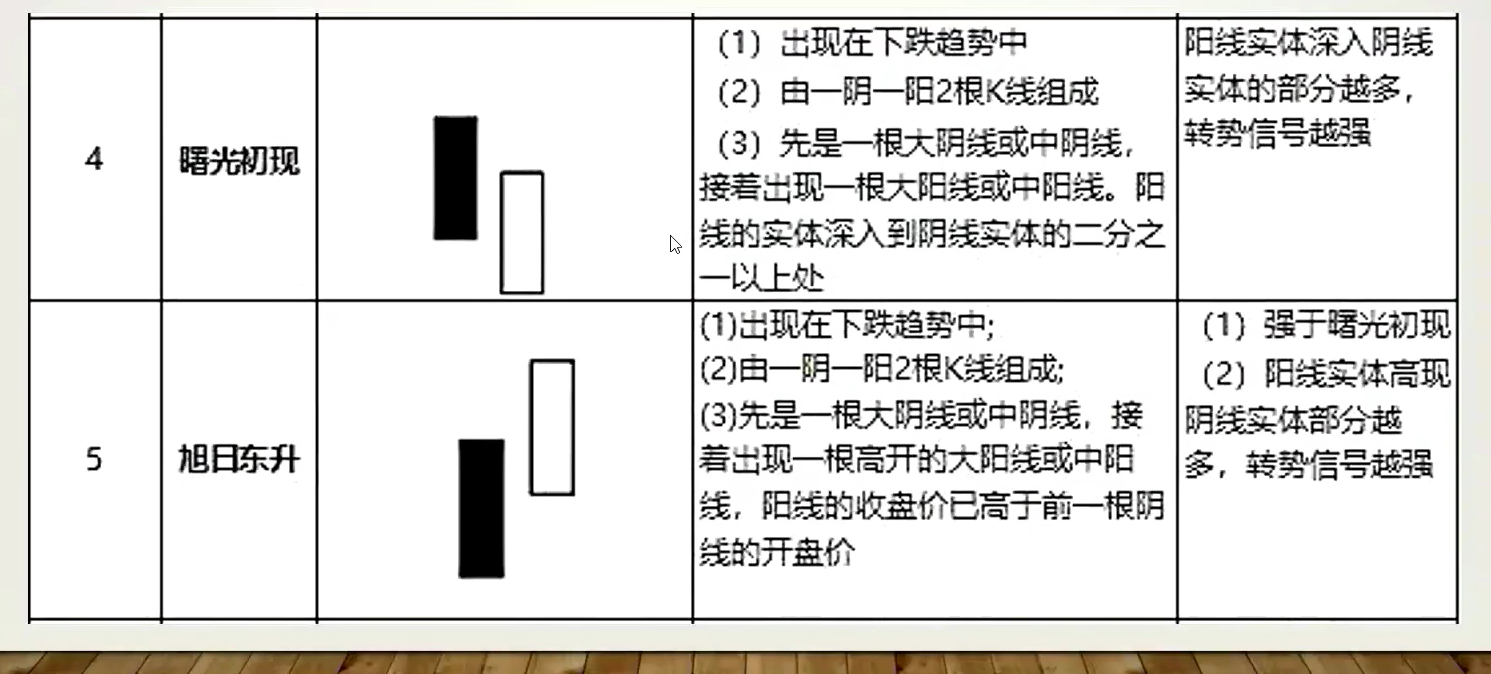 4
曙光初现
（1）出现在下跌趋势中
（2）由一阴一阳2根K线组成
（3）先是一根大阴线或中阴线，
接着出现一根大阳线或中阳线。阳
线的实体深入到阴线实体的二分之
一以上处
阳线实体深入阴线
实体的部分越多，
转势信号越强
5
旭日东升
(1)出现在下跌趋势中;
(2)由一阴一阳2根K线组成;
(3)先是一根大阴线或中阴线，接
着出现一根高开的大阳线或中阳
线，阳线的收盘价已高于前一根阴
线的开盘价
（1）强于曙光初现
（2）阳线实体高现
阴线实体部分越
多，转势信号越强